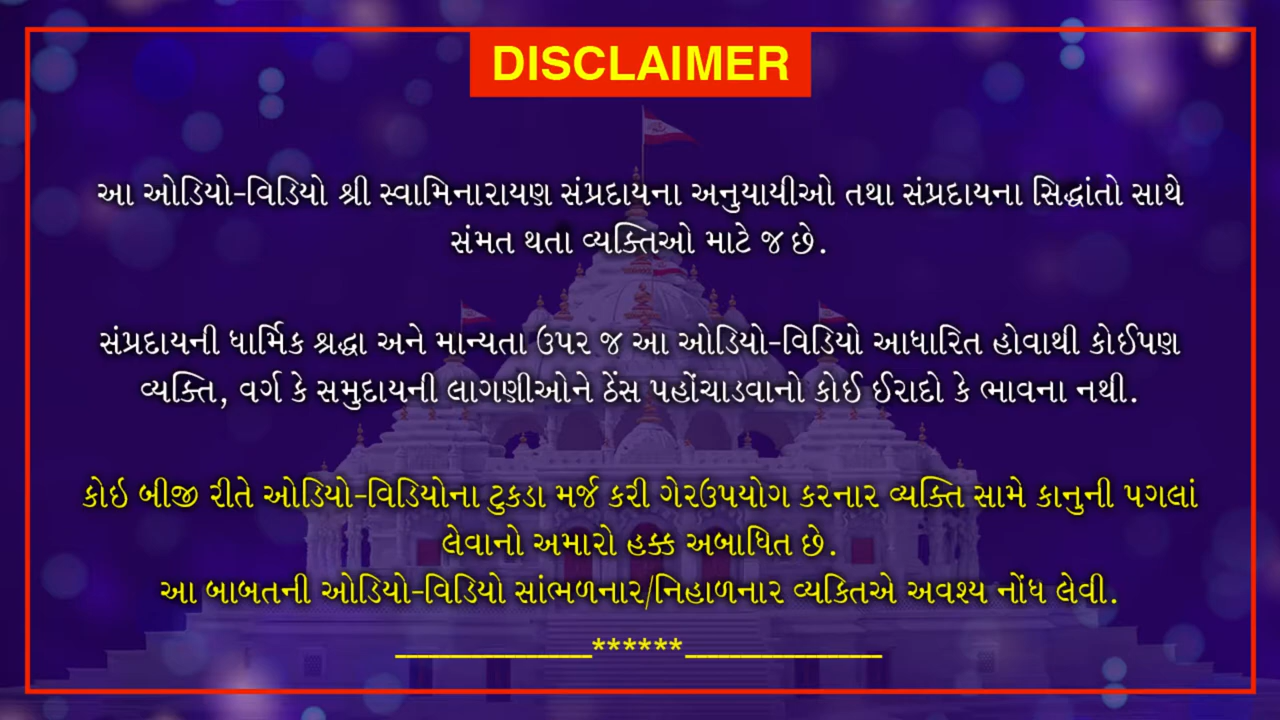 DISCLAIMER
આ ઓડિયો-વિડિયો શ્રી સ્વામિનારાયણ સંપ્રદાયના અનુયાયીઓ તથા સંપ્રદાયના સિદ્ધાંતો સાથે
સંમત થતા વ્યક્તિઓ માટે જ છે.
સંપ્રદાયની ધાર્મિક શ્રદ્ધા અને માન્યતા ઉપર જ આ ઓડિયો-વિડિયો આધારિત હોવાથી કોઈપણ
વ્યક્તિ, વર્ગ કે સમુદાયની લાગણીઓને ઠેંસ પહોંચાડવાનો કોઈ ઈરાદો કે ભાવના નથી.
કોઇ બીજી રીતે ઓડિયો-વિડિયોના ટુકડા મર્જ કરી ગેરઉપયોગ કરનાર વ્યક્તિ સામે કાનુની પગલાં
લેવાનો અમારો હક્ક અબાધિત છે.
આ બાબતની ઓડિયો-વિડિયો સાંભળનાર/નિહાળનાર વ્યકિતએ અવશ્ય નોંધ લેવી.
________________******________________